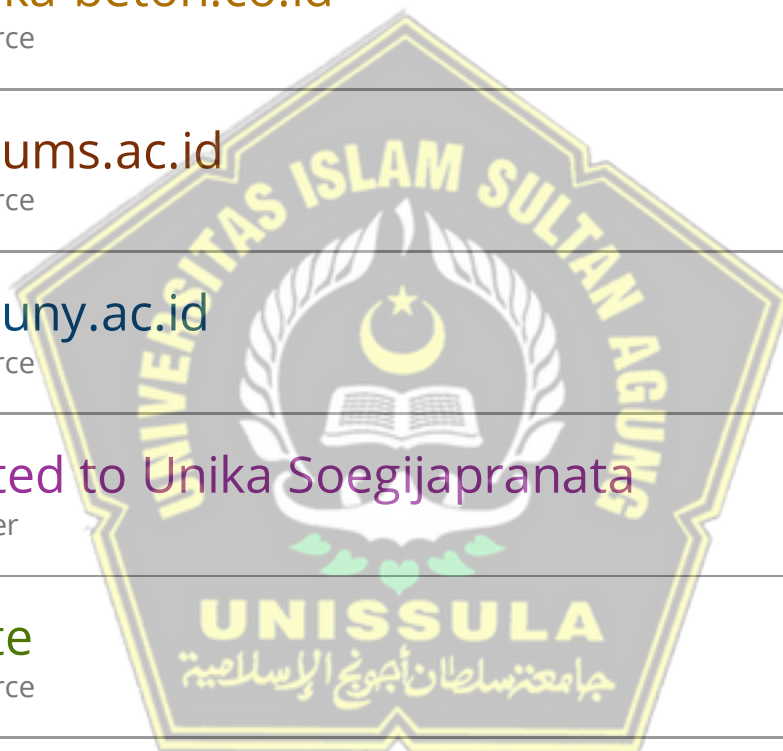 ka-beton.co.id
rce
ums.ac.id
rce
uny.ac.id
rce
ted to Unika Soegijapranata
er
te
rce
UNIVERSITAS ISLAM SULTAN AGUNG
UNISSULA
جامعة سلطان أجونج الإسلامية